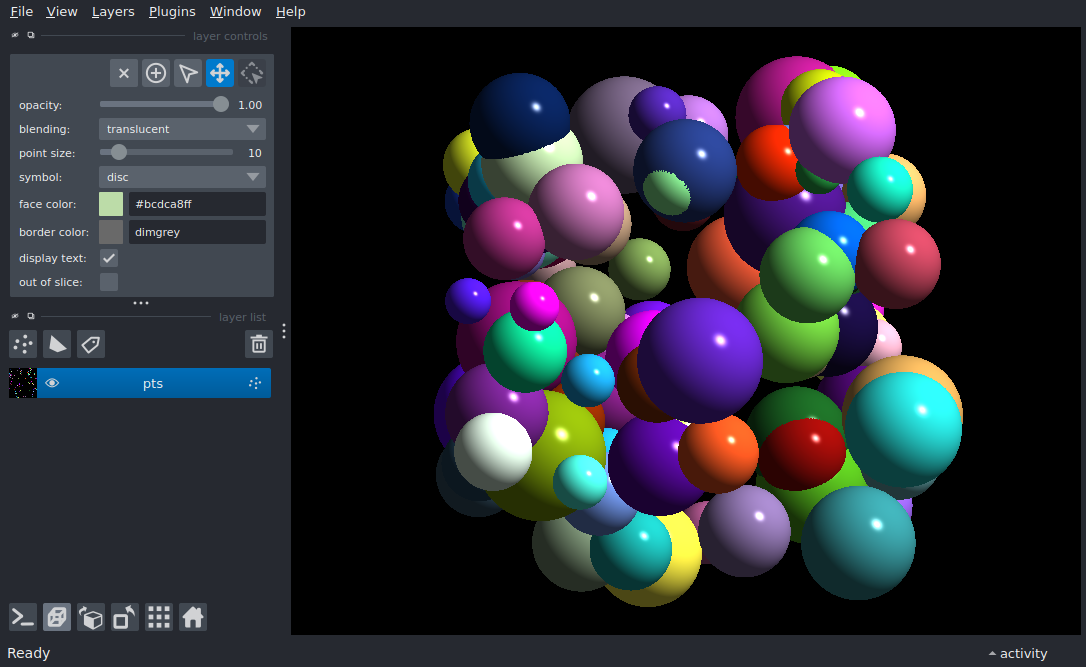 File View Layers Plugins Window Help
layer controls
opacity: 1.00
blending: translucent
point size: 10
symbol: disc
face color: #bcdca8ff
border color: dimgrey
display text:
out of slice:
layer list
pts
Ready
activity